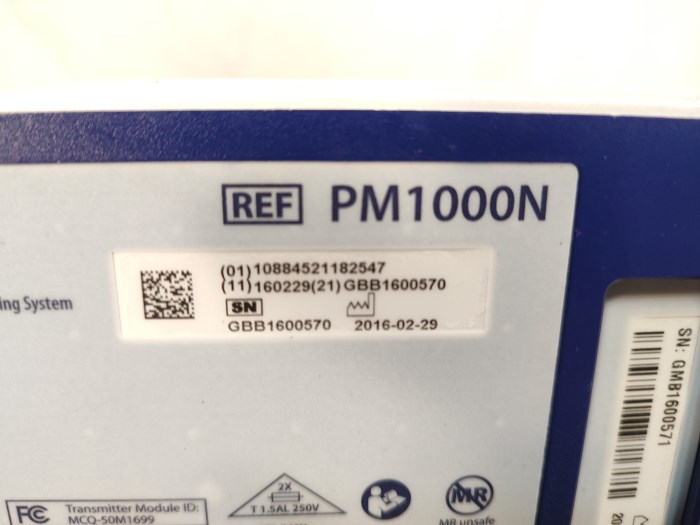 REF PM1000N
(01)10884521182547
(11)160229(21)GBB1600570
SN
GBB1600570 2016-02-29
ing System
SN: GMB1600571
2X
T 1.5AL 250V
FC Transmitter Module ID:
MCQ-50M1699
MR
MR unsafe
20